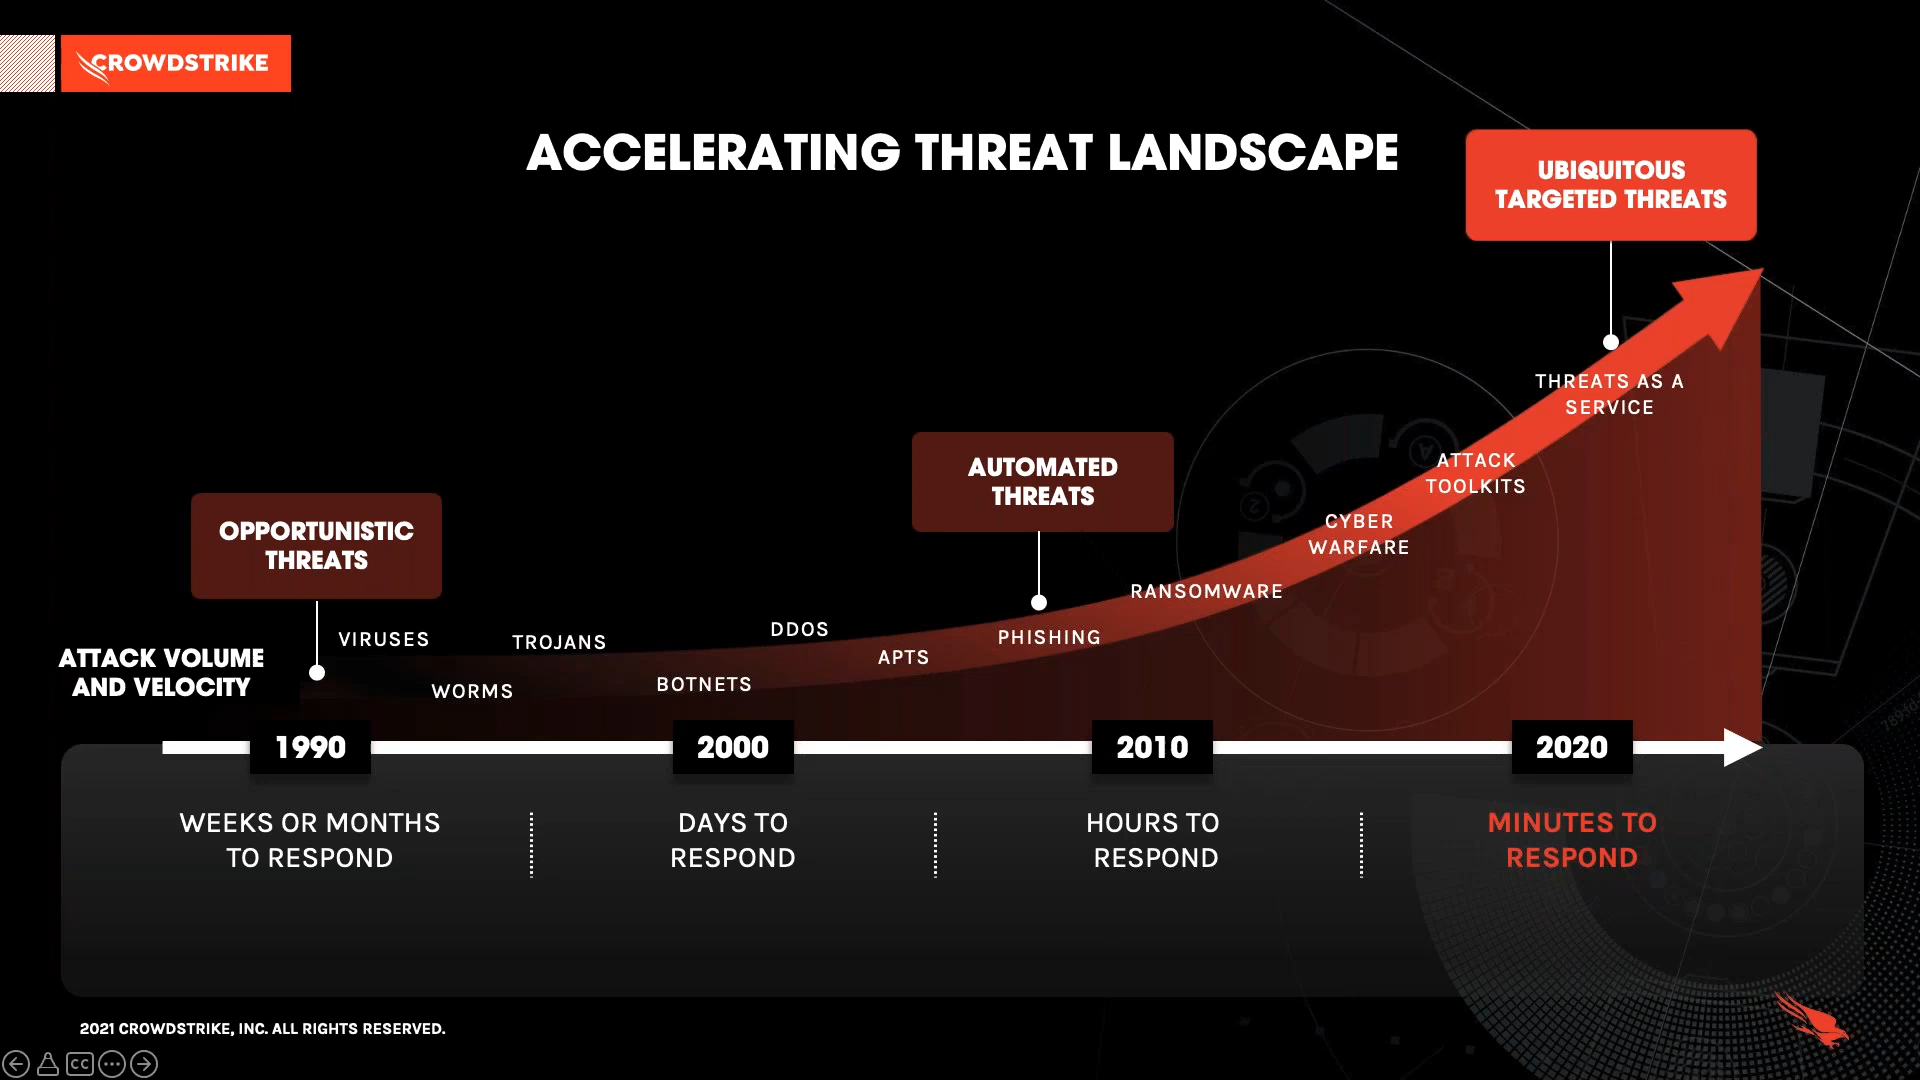 CROWDSTRIKE
ACCELERATING THREAT LANDSCAPE
UBIQUITOUS
TARGETED THREATS
THREATS AS A
SERVICE
ATTACK
TOOLKITS
AUTOMATED
THREATS
CYBER
WARFARE
OPPORTUNISTIC
THREATS
RANSOMWARE
VIRUSES
TROJANS
DDOS
PHISHING
APTS
ATTACK VOLUME
AND VELOCITY
WORMS
BOTNETS
1990
2000
2010
2020
WEEKS OR MONTHS
TO RESPOND
DAYS TO
RESPOND
HOURS TO
RESPOND
MINUTES TO
RESPOND
2021 CROWDSTRIKE, INC. ALL RIGHTS RESERVED.
CC